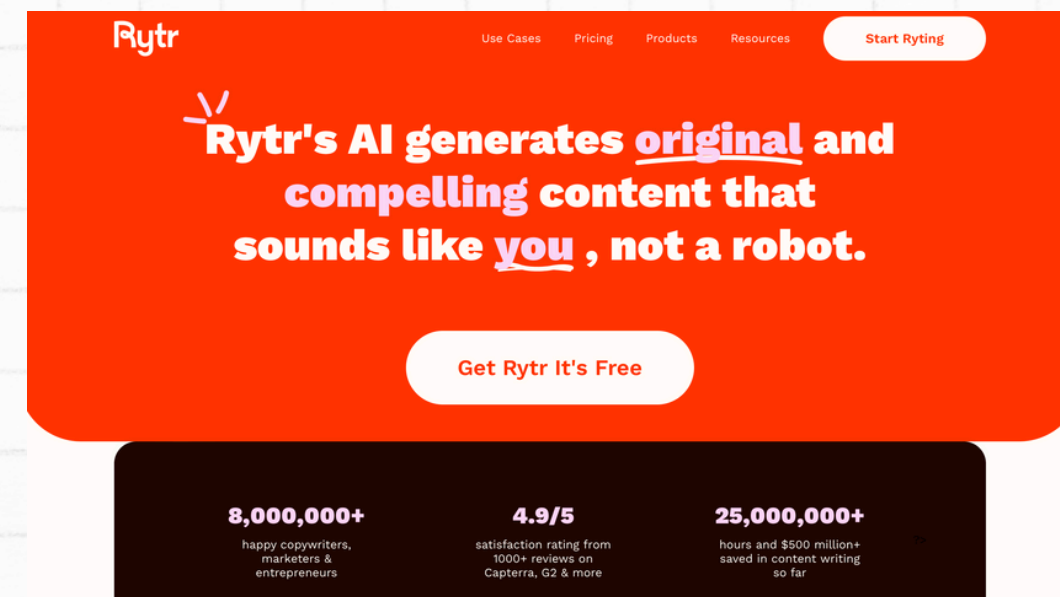 Rytr
Use Cases
Pricing
Products
Resources
Start Ryting
Rytr's AI generates original and
compelling content that
sounds like you , not a robot.
Get Rytr It's Free
8,000,000+
happy copywriters,
marketers &
entrepreneurs
4.9/5
satisfaction rating from
1000+ reviews on
Capterra, G2 & more
25,000,000+
hours and $500 million+
saved in content writing
so far
?>